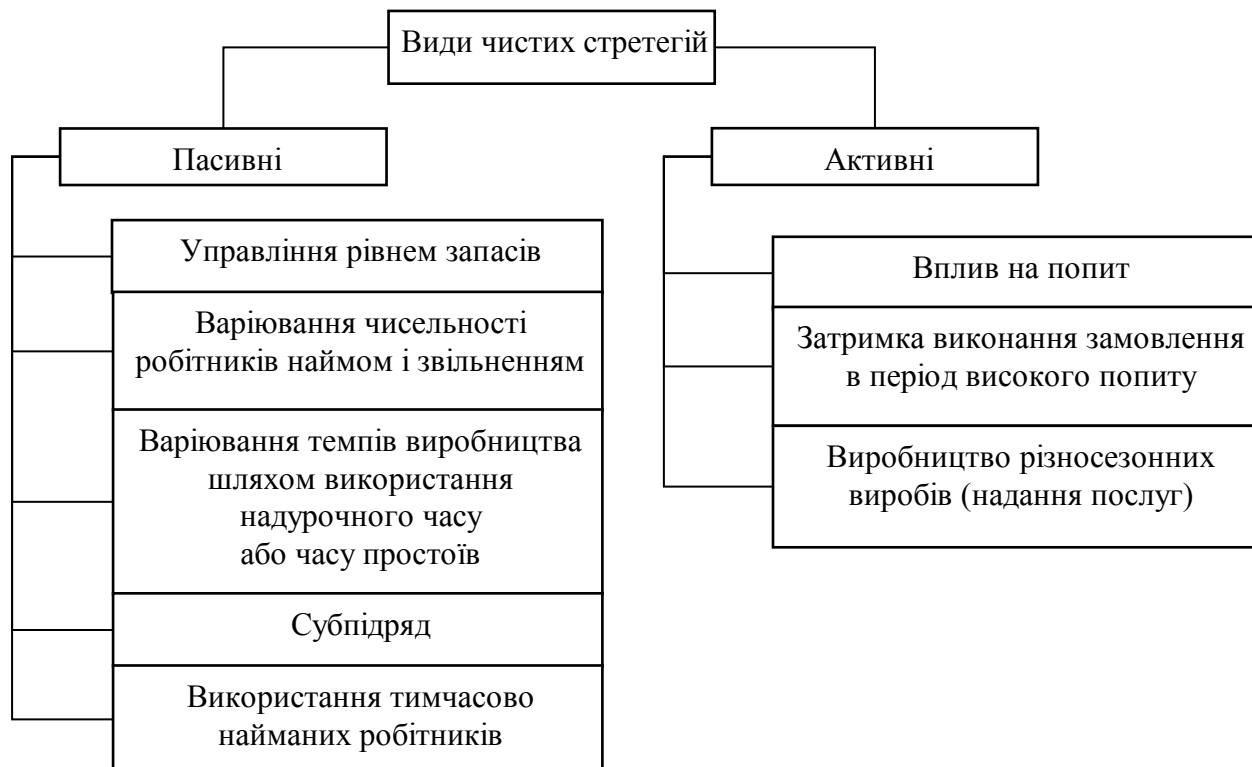 Види чистих стретегій
Пасивні
Активні
Управління рівнем запасів
Варіювання чисельності
робітників наймом і звільненням
Варіювання темпів виробництва
шляхом використання
надурочного часу
або часу простоїв
Субпідряд
Використання тимчасово
найманих робітників
Вплив на попит
Затримка виконання замовлення
в період високого попиту
Виробництво різносезонних
виробів (надання послуг)